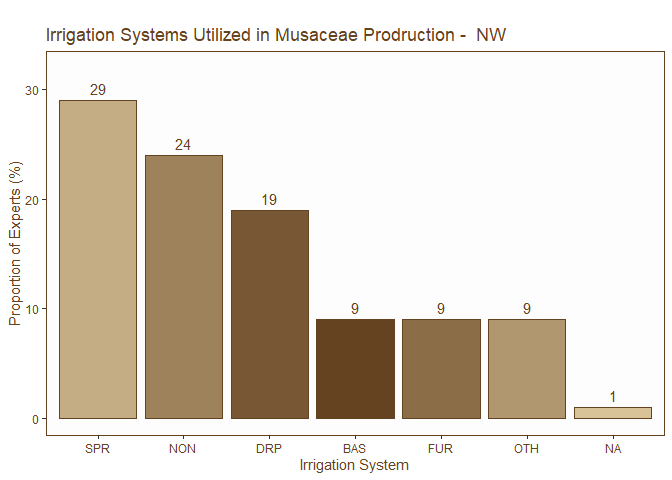 Irrigation Systems Utilized in Musaceae Prodruction -  NW
Proportion of Experts (%)
30
20
10
0
29
24
19
9
9
9
1
SPR
NON
DRP
BAS
FUR
OTH
NA
Irrigation System